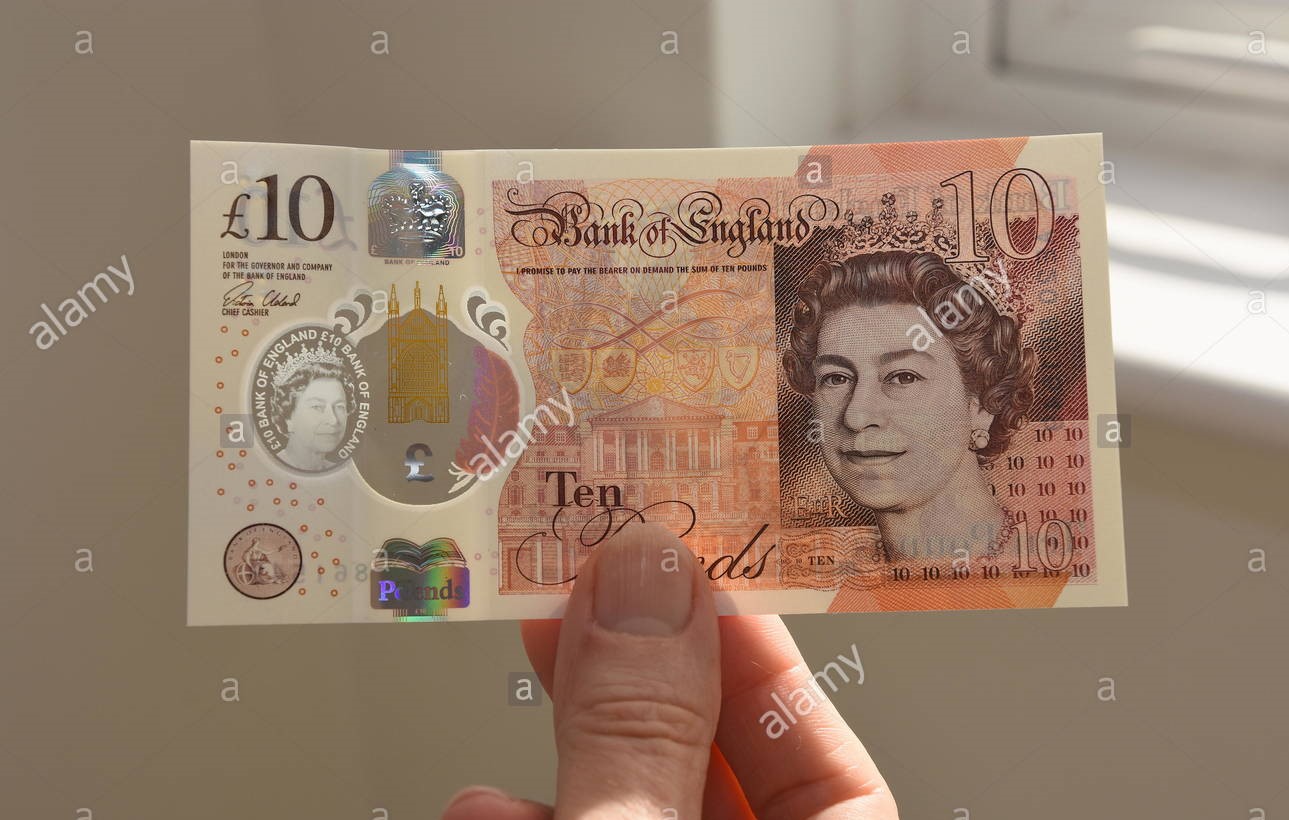 £10
LONDON
FOR THE GOVERNOR AND COMPANY
OF THE BANK OF ENGLAND
CHIEF CASHIER
£10 BANK OF ENGLAND £10 BANK OF ENGLAND
£ 10
BANK OF ENGLAND
£
Pounds
Bank of England
I PROMISE TO PAY THE BEARER ON DEMAND THE SUM OF TEN POUNDS
Ten
10
EIIR
TEN
10 10
10 10 10
10 10 10 10
10 10 10
10 10 10 10 10
10
alamy
alamy
alamy
alamy
a
a
a
a
a